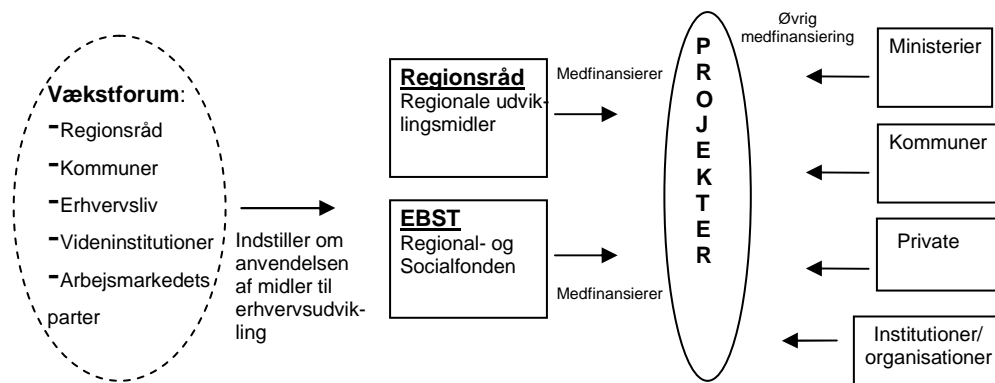 Vækstforum:
-Regionsråd
-Kommuner
-Erhvervsliv
-Videninstitutioner
-Arbejsmarkedets
parter
Indstiller om
anvendelsen
af midler til
erhvervsudvik-
ling
Regionsråd
Regionale udvik-
lingsmidler
Medfinansierer
EBST
Regional- og
Socialfonden
Medfinansierer
PROJEKTER
Øvrig
medfinansiering
Ministerier
Kommuner
Private
Institutioner/
organisationer